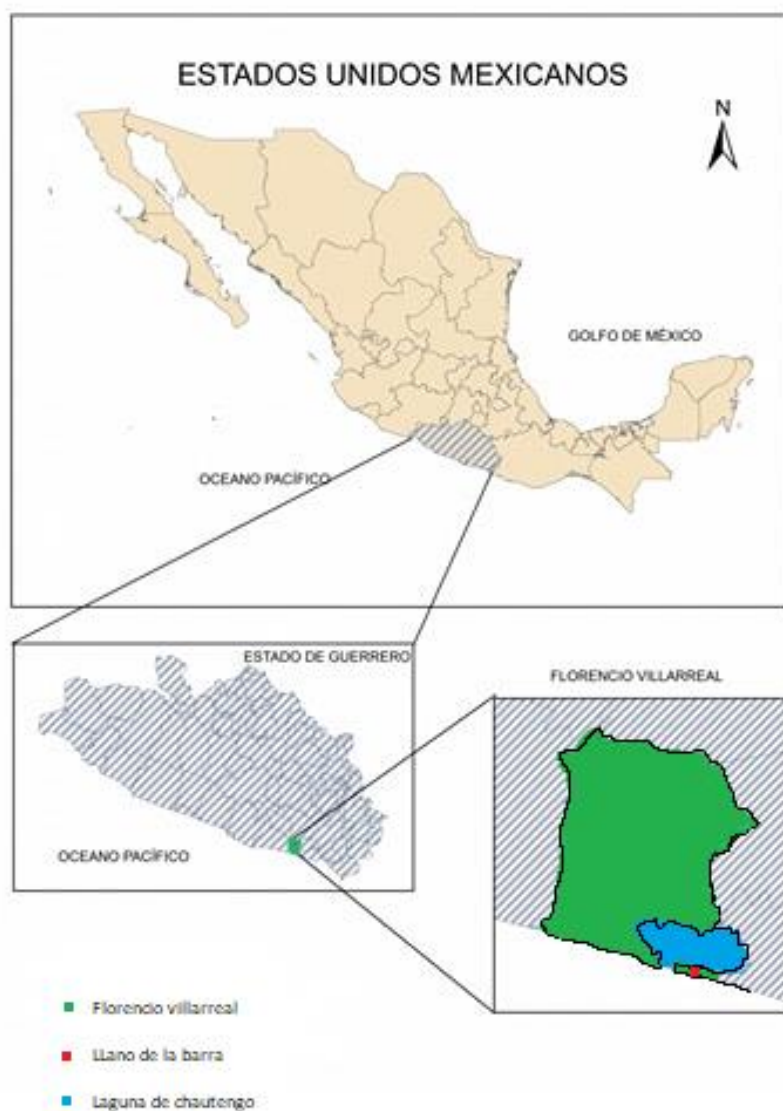 ESTADOS UNIDOS MEXICANOS
N
GOLFO DE MÉXICO
OCEANO PACÍFICO
ESTADO DE GUERRERO
FLORENCIO VILLARREAL
OCEANO PACÍFICO
Florencio villarreal
LLano de la barra
Laguna de chautengo